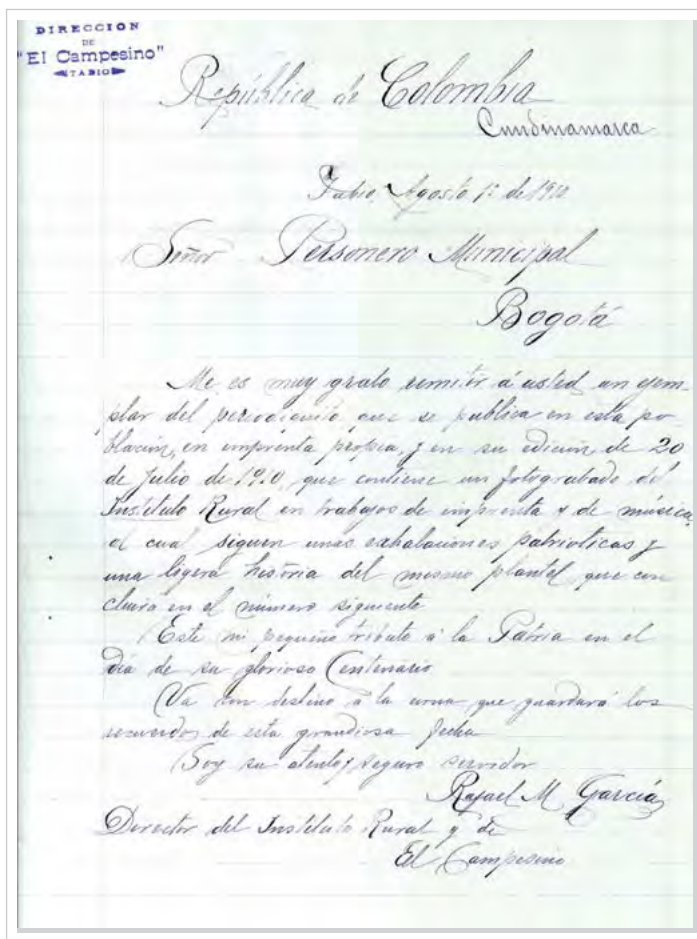 DIRECCION
DE
"El Campesino"
TABIO
República de Colombia
Cundinamarca
Tabio, Agosto 1º de 1910
Señor Personero Municipal
Bogotá
Me es muy grato remitir á usted un ejem-
plar del periodiquito que se publica en esta po-
blación, en imprenta propia, y en su edición de 20
de Julio de 1910, que contiene un fotograbado del
Instituto Rural en trabajos de imprenta y de música,
al cual siguen unas exhalaciones patrioticas y
una ligera historia del mismo plantel, que con
cluirá en el número siguiente
Este mi pequeño tributo á la Patria en el
día de su glorioso Centenario
Va con destino á la urna que guardará los
recuerdos de esta grandiosa fecha
Soy su atento y seguro servidor
Rafael M. García
Director del Instituto Rural y de
El Campesino